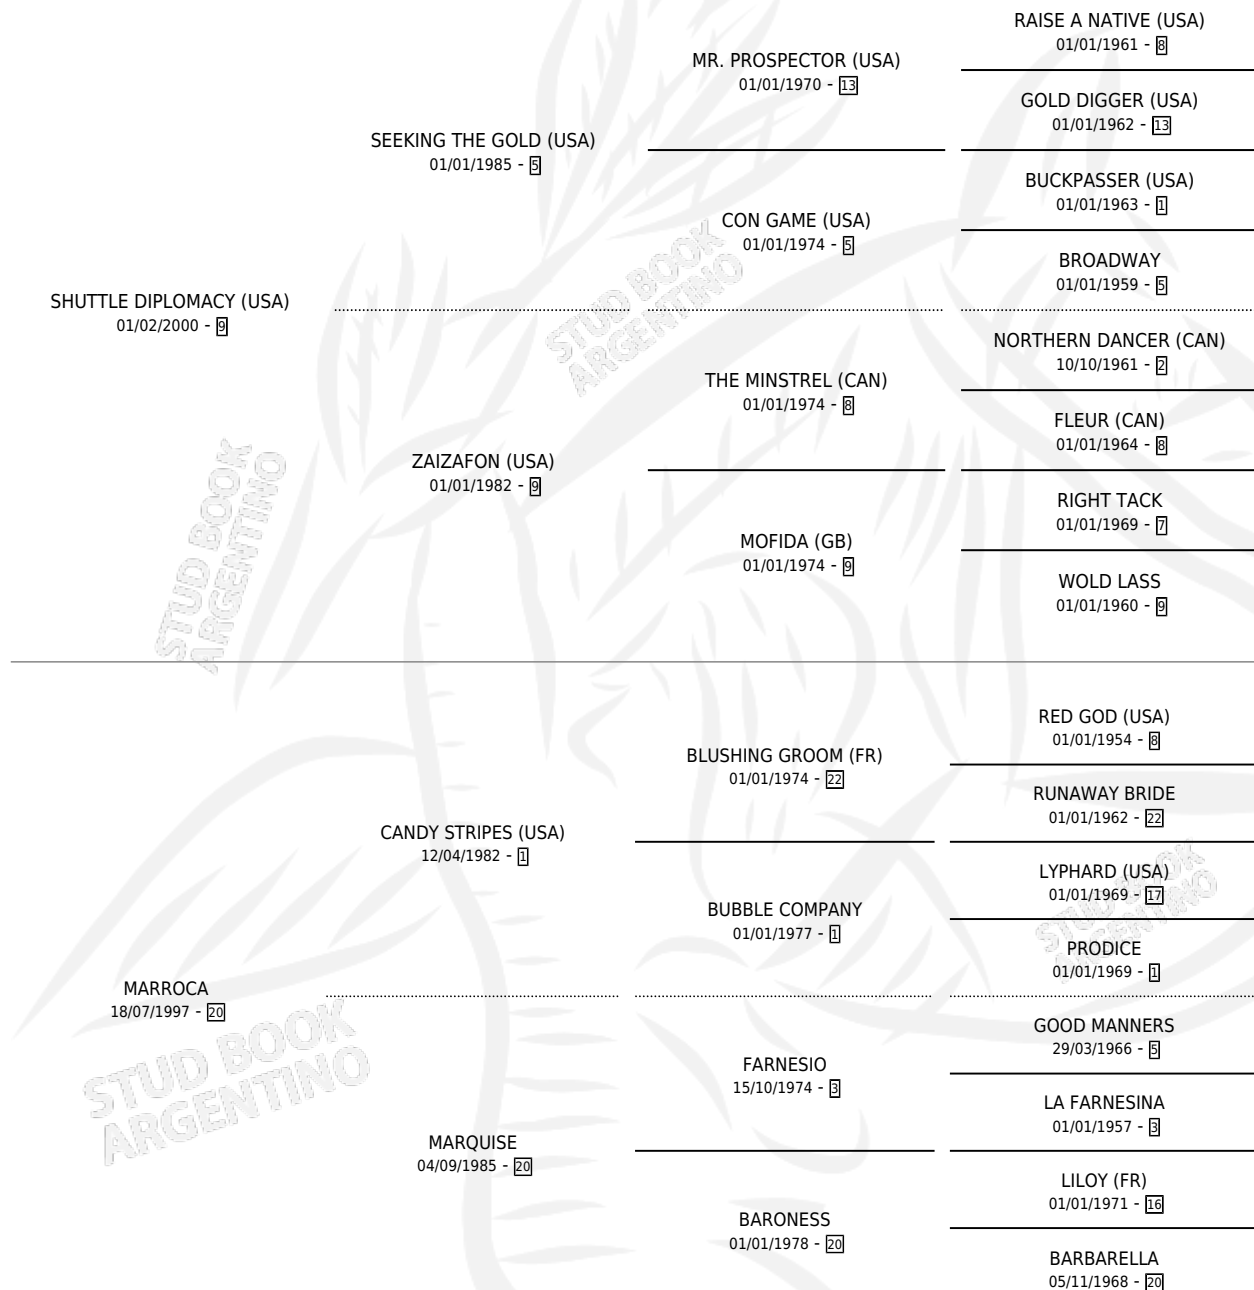 RAISE A NATIVE (USA)
01/01/1961 - 8
MR. PROSPECTOR (USA)
01/01/1970 - 13
GOLD DIGGER (USA)
01/01/1962 - 13
SEEKING THE GOLD (USA)
01/01/1985 - 5
BUCKPASSER (USA)
01/01/1963 - 1
CON GAME (USA)
01/01/1974 - 5
BROADWAY
01/01/1959 - 5
SHUTTLE DIPLOMACY (USA)
01/02/2000 - 9
NORTHERN DANCER (CAN)
10/10/1961 - 2
THE MINSTREL (CAN)
01/01/1974 - 8
FLEUR (CAN)
01/01/1964 - 8
ZAIZAFON (USA)
01/01/1982 - 9
RIGHT TACK
01/01/1969 - 7
MOFIDA (GB)
01/01/1974 - 9
WOLD LASS
01/01/1960 - 9
RED GOD (USA)
01/01/1954 - 8
BLUSHING GROOM (FR)
01/01/1974 - 22
RUNAWAY BRIDE
01/01/1962 - 22
CANDY STRIPES (USA)
12/04/1982 - 1
LYPHARD (USA)
01/01/1969 - 17
BUBBLE COMPANY
01/01/1977 - 1
PRODICE
01/01/1969 - 1
MARROCA
18/07/1997 - 20
GOOD MANNERS
29/03/1966 - 5
FARNESIO
15/10/1974 - 3
LA FARNESINA
01/01/1957 - 3
MARQUISE
04/09/1985 - 20
LILOY (FR)
01/01/1971 - 16
BARONESS
01/01/1978 - 20
BARBARELLA
05/11/1968 - 20
STUD BOOK
ARGENTINO
STUD BOOK
ARGENTINO
STUD BOOK
ARGENTINO
STUD BOOK
ARGENTINO